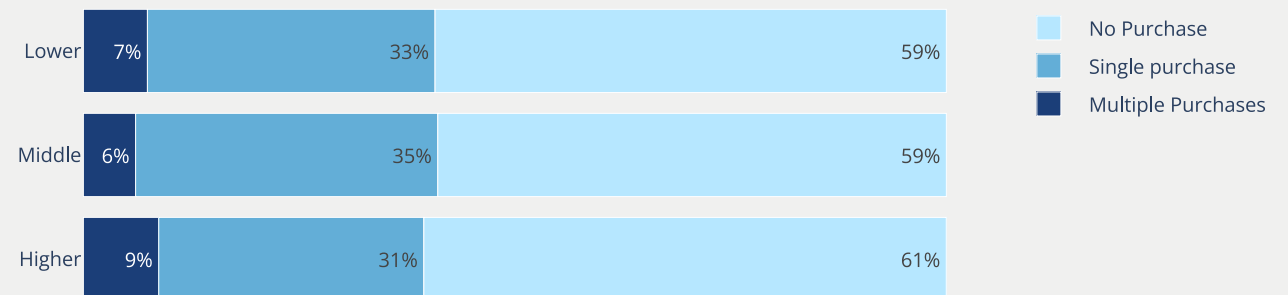 Lower 7% 33% 59%
Middle 6% 35% 59%
Higher 9% 31% 61%
No Purchase
Single purchase
Multiple Purchases